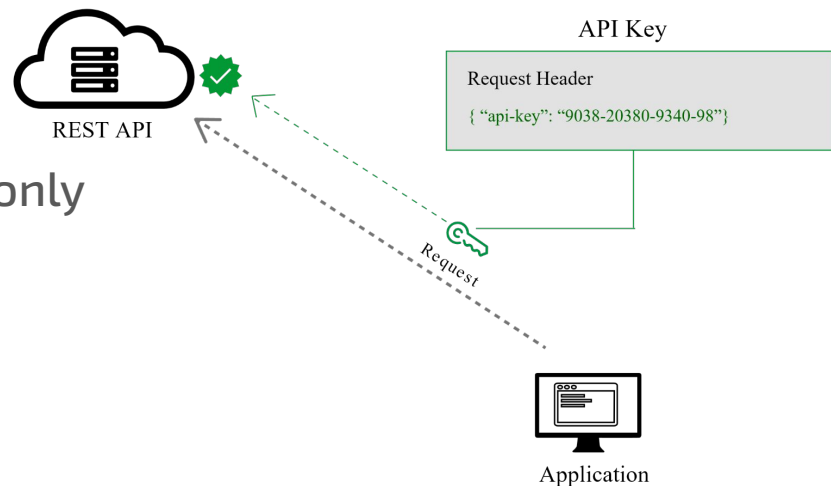 API Key
Request Header
{ “api-key”: “9038-20380-9340-98”}
REST API
only
Request
Application